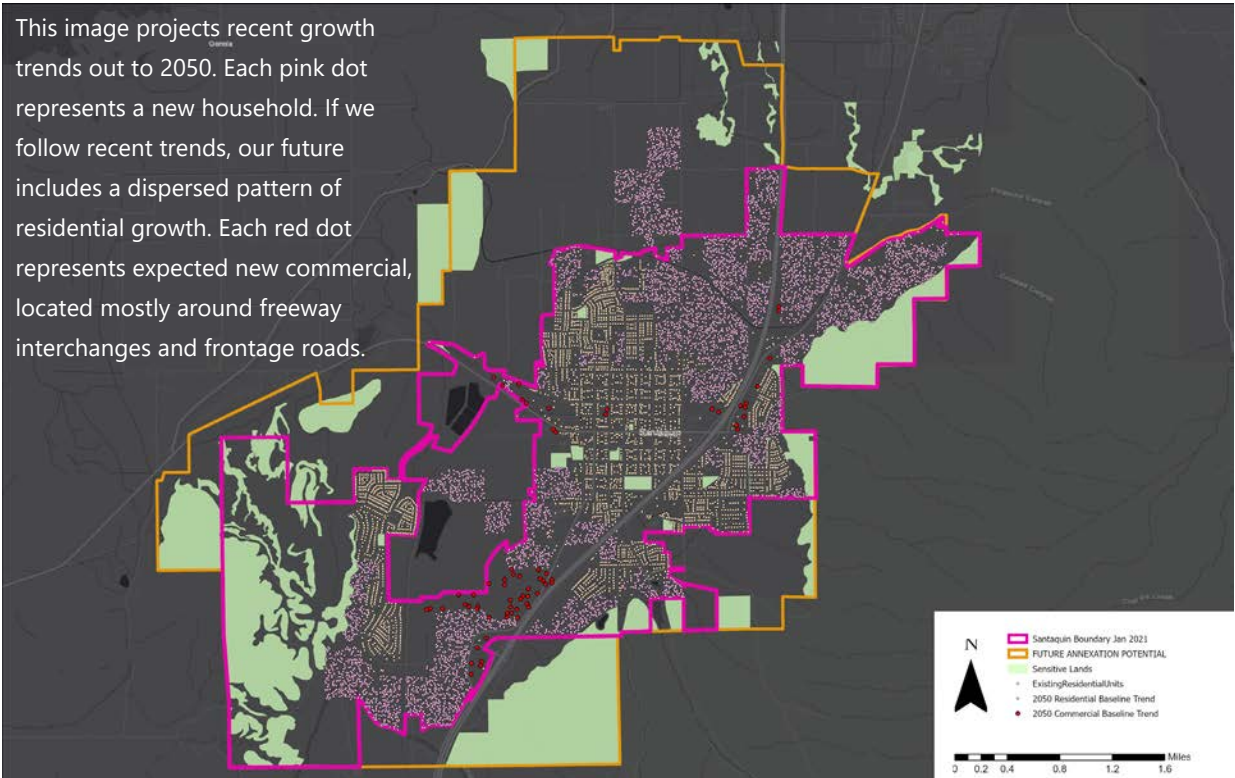 This image projects recent growth
trends out to 2050. Each pink dot
represents a new household. If we
follow recent trends, our future
includes a dispersed pattern of
residential growth. Each red dot
represents expected new commercial,
located mostly around freeway
interchanges and frontage roads.
Genola
N
Santaquin Boundary Jan 2021
FUTURE ANNEXATION POTENTIAL
Sensitive Lands
ExistingResidentialUnits
2050 Residential Baseline Trend
2050 Commercial Baseline Trend
Miles
0 0.2 0.4 0.8 1.2 1.6